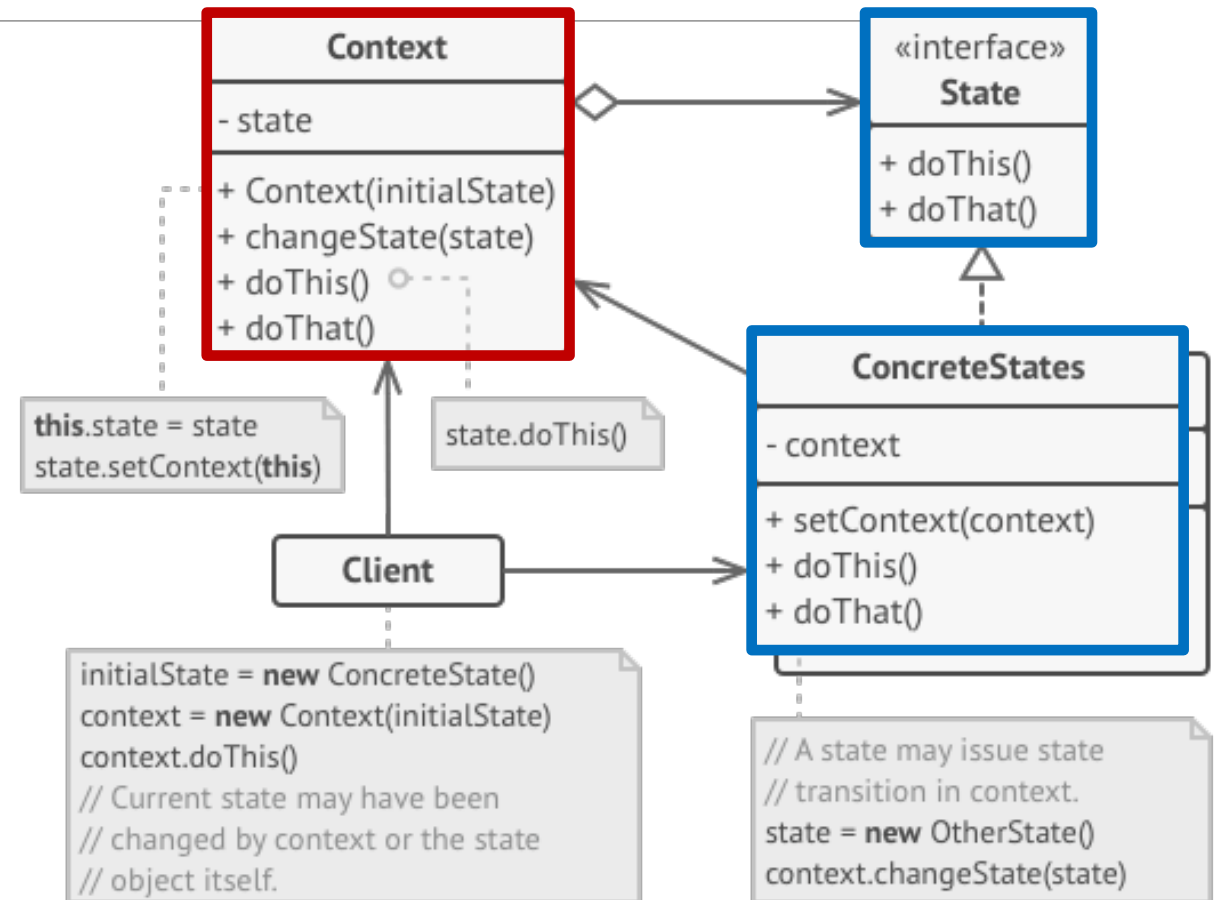 Context
- state
+ Context(initialState)
+ changeState(state)
+ doThis()
+ doThat()
«interface»
State
+ doThis()
+ doThat()
this.state = state
state.setContext(this)
state.doThis()
ConcreteStates
- context
+ setContext(context)
+ doThis()
+ doThat()
Client
initialState = new ConcreteState()
context = new Context(initialState)
context.doThis()
// Current state may have been
// changed by context or the state
// object itself.
// A state may issue state
// transition in context.
state = new OtherState()
context.changeState(state)